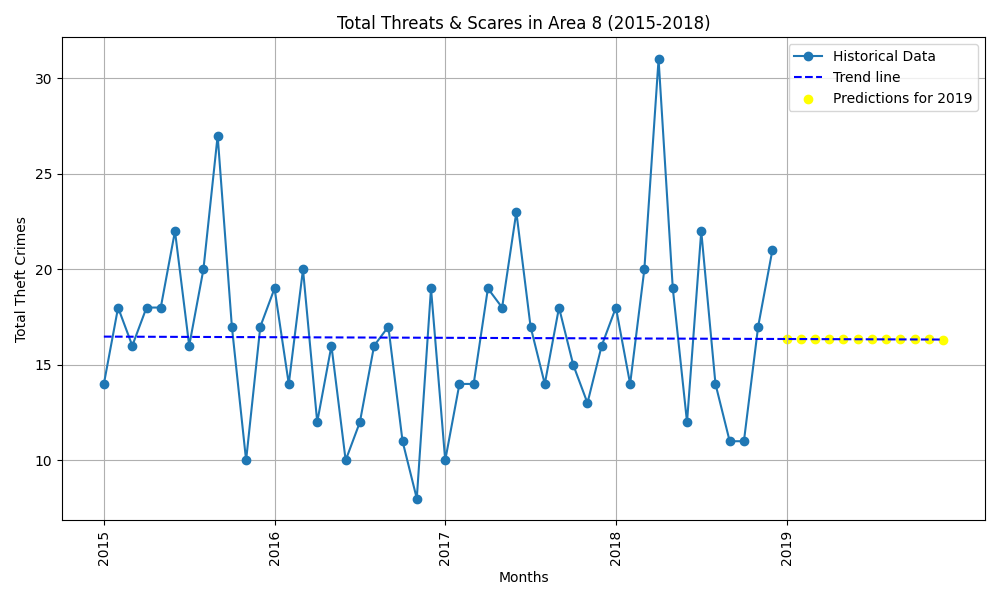 Total Threats & Scares in Area 8 (2015-2018)
Historical Data
Trend line
Predictions for 2019
Total Theft Crimes
30
25
20
15
10
2015
2016
2017
2018
2019
Months